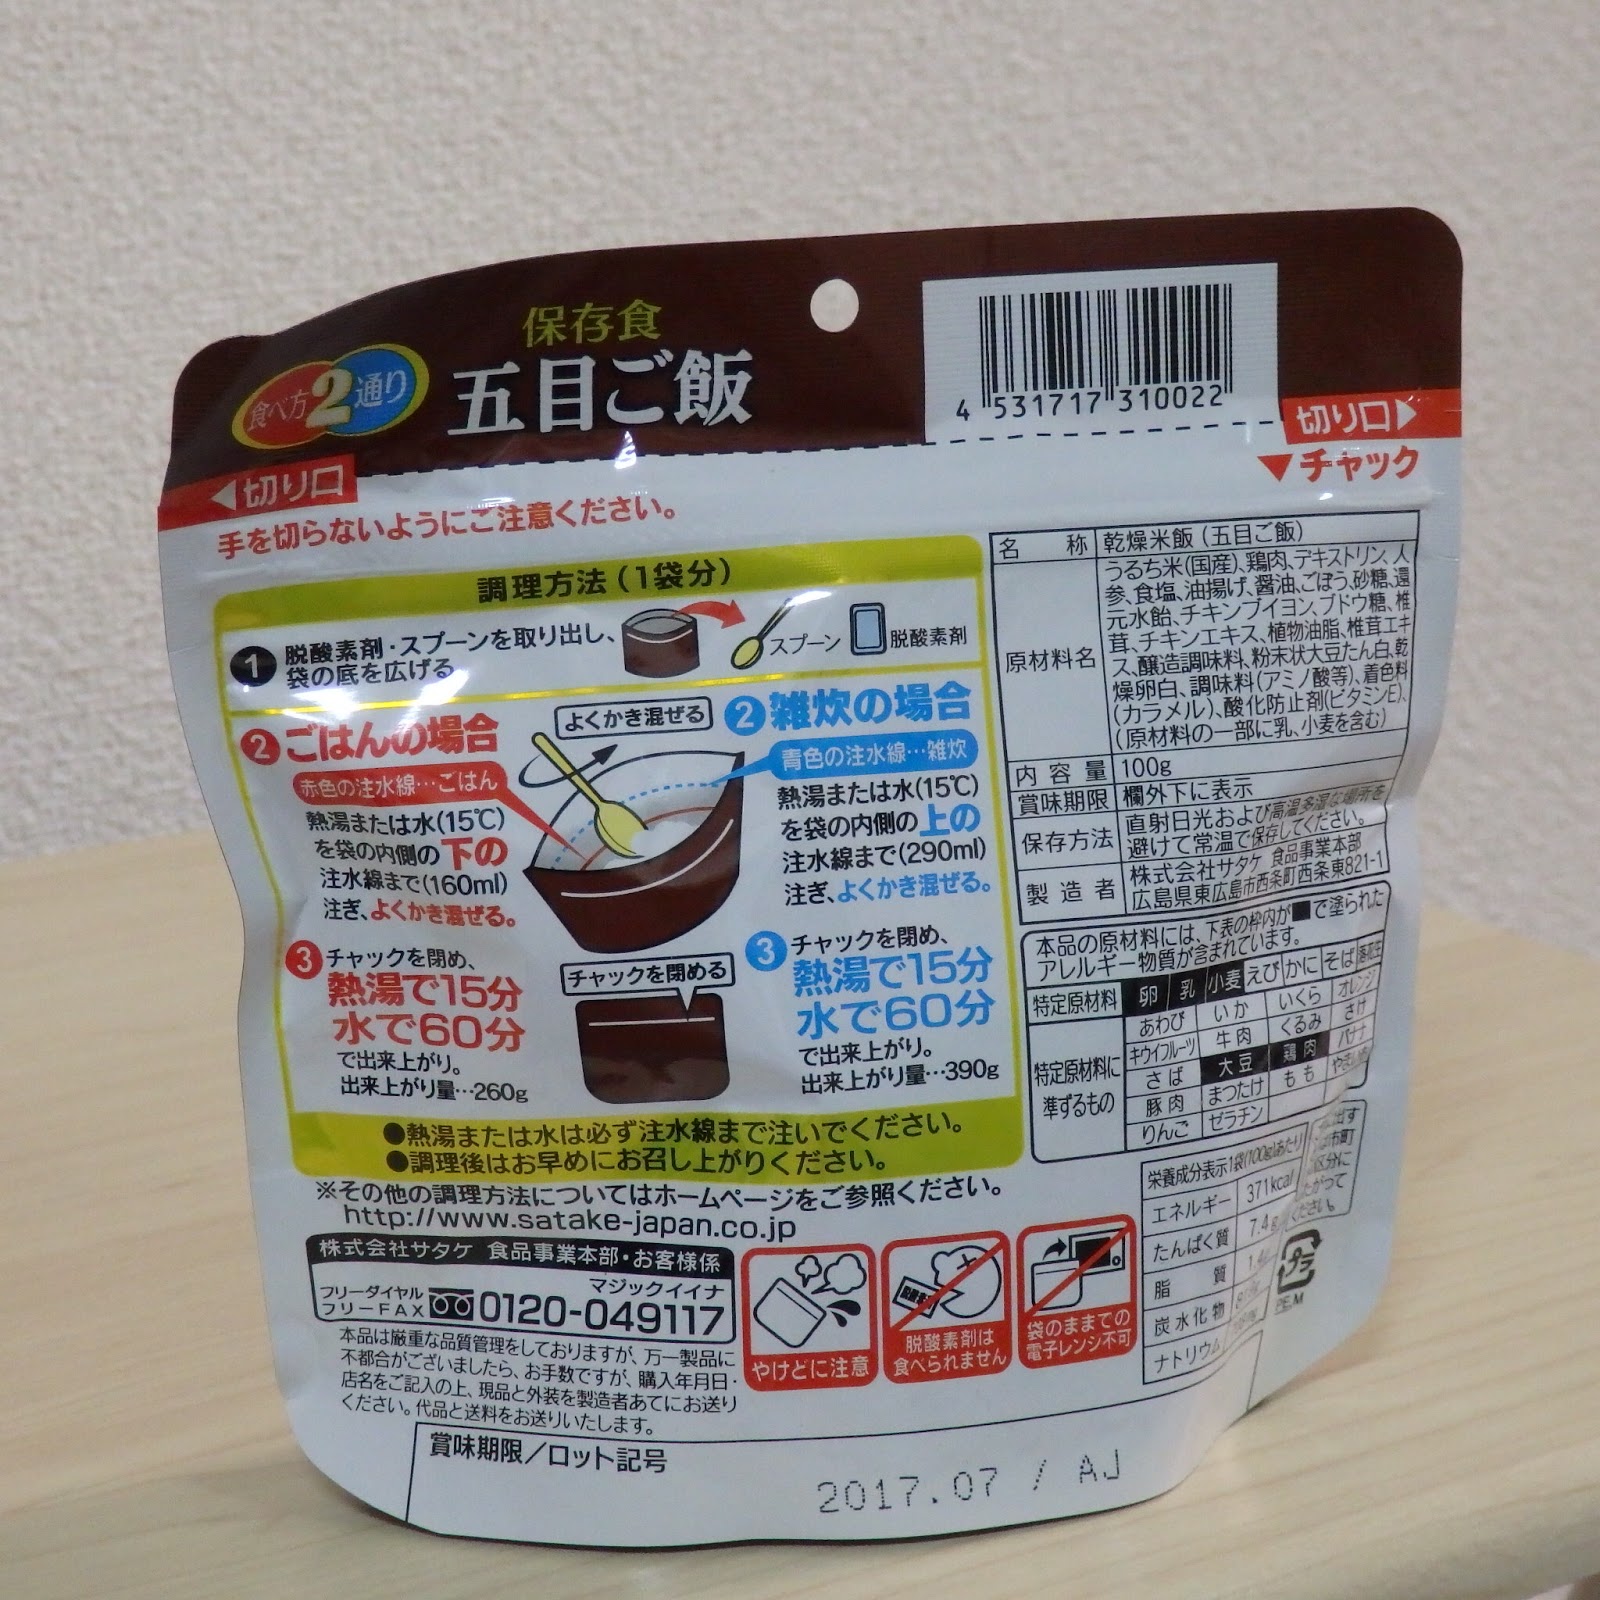 保存食
食べ方2通り
五目ご飯
4 531717 310022
切り口
切り口
チャック
手を切らないようにご注意ください。
調理方法(1袋分)
1 脱酸素剤・スプーンを取り出し、
袋の底を広げる
スプーン
脱酸素剤
2 ごはんの場合
赤色の注水線…ごはん
熱湯または水(15℃)
を袋の内側の下の
注水線まで(160ml)
注ぎ、よくかき混ぜる。
3 チャックを閉め、
熱湯で15分
水で60分
で出来上がり。
出来上がり量…260g
よくかき混ぜる
チャックを閉める
2 雑炊の場合
青色の注水線…雑炊
熱湯または水(15℃)
を袋の内側の上の
注水線まで(290ml)
注ぎ、よくかき混ぜる。
3 チャックを閉め、
熱湯で15分
水で60分
で出来上がり。
出来上がり量…390g
●熱湯または水は必ず注水線まで注いでください。
●調理後はお早めにお召し上がりください。
※その他の調理方法についてはホームページをご参照ください。
http://www.satake-japan.co.jp
株式会社サタケ 食品事業本部・お客様係
マジックイイナ
フリーダイヤル
フリーFAX
0120-049117
本品は厳重な品質管理をしておりますが、万一製品に
不都合がございましたら、お手数ですが、購入年月日・
店名をご記入の上、現品と外装を製造者あてにお送り
ください。代品と送料をお送りいたします。
やけどに注意
脱酸素剤は
食べられません
袋のままでの
電子レンジ不可
名称 乾燥米飯(五目ご飯)
原材料名
うるち米(国産)、鶏肉、デキストリン、人
参、食塩、油揚げ、醤油、ごぼう、砂糖、還
元水飴、チキンブイヨン、ブドウ糖、椎
茸、チキンエキス、植物油脂、椎茸エキ
ス、醸造調味料、粉末状大豆たん白、乾
燥卵白、調味料(アミノ酸等)、着色料
(カラメル)、酸化防止剤(ビタミンE)、
(原材料の一部に乳、小麦を含む)
内容量 100g
賞味期限 欄外下に表示
保存方法 直射日光および高温多湿な場所を
避けて常温で保存してください。
製造者 株式会社サタケ 食品事業本部
広島県東広島市西条町西条東821-1
本品の原材料には、下表の枠内が■で塗られた
アレルギー物質が含まれています。
特定原材料 卵 乳 小麦 えび かに そば 落花生
特定原材料に
準ずるもの
あわび いか いくら オレンジ
キウイフルーツ 牛肉 くるみ さけ
さば 大豆 鶏肉 バナナ
豚肉 まつたけ もも やまいも
りんご ゼラチン
栄養成分表示1袋(100g)あたり
エネルギー 371kcal
たんぱく質 7.4g
脂質
炭水化物
ナトリウム
プラ
賞味期限/ロット記号
2017.07 / AJ